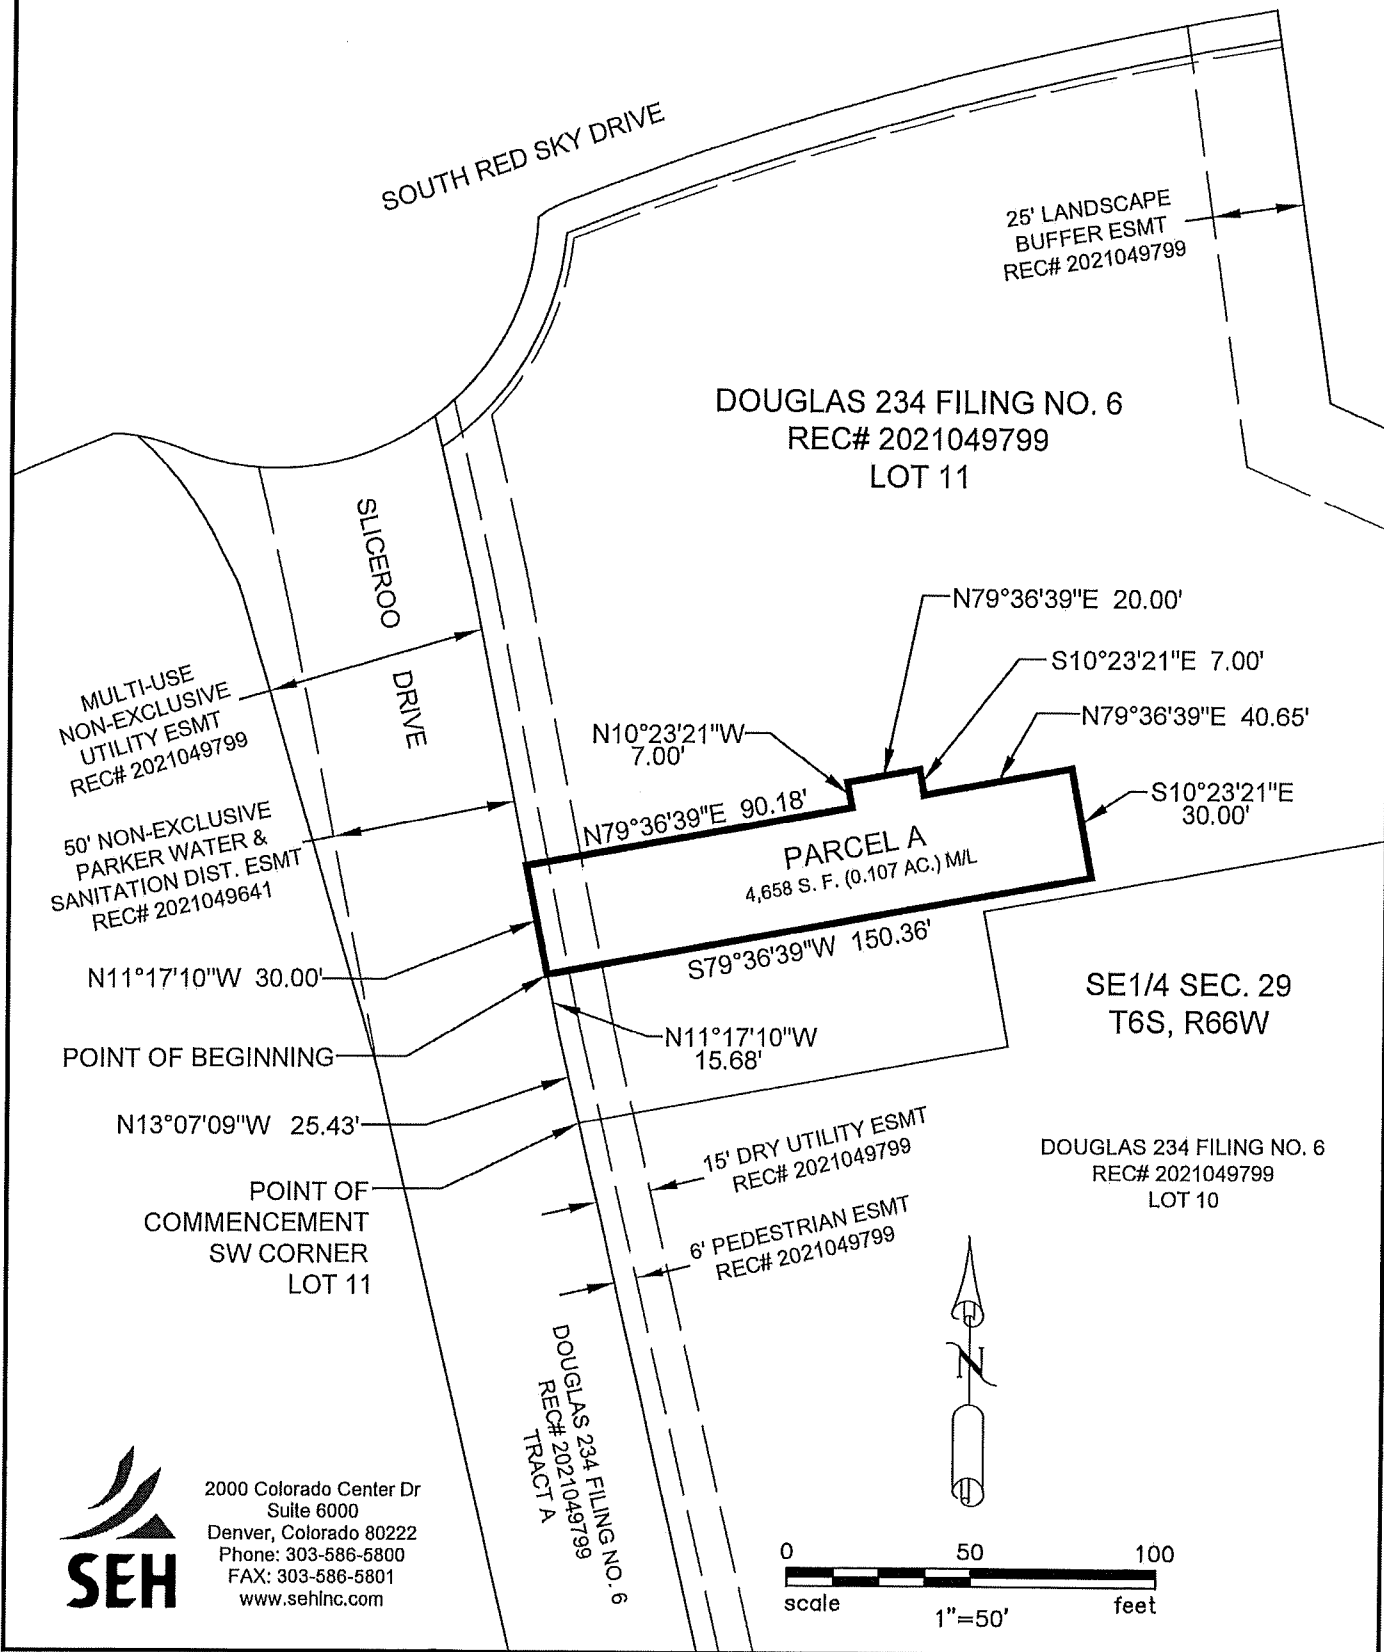 SOUTH RED SKY DRIVE
25' LANDSCAPE
BUFFER ESMT
REC# 2021049799
DOUGLAS 234 FILING NO. 6
REC# 2021049799
LOT 11
SLICEROO
DRIVE
MULTI-USE
NON-EXCLUSIVE
UTILITY ESMT
REC# 2021049799
N79°36'39"E 20.00'
S10°23'21"E 7.00'
N79°36'39"E 40.65'
N10°23'21"W
7.00'
S10°23'21"E
30.00'
N79°36'39"E 90.18'
PARCEL A
4,658 S. F. (0.107 AC.) M/L
50' NON-EXCLUSIVE
PARKER WATER &
SANITATION DIST. ESMT
REC# 2021049641
S79°36'39"W 150.36'
N11°17'10"W 30.00'
SE1/4 SEC. 29
T6S, R66W
N11°17'10"W
15.68'
POINT OF BEGINNING
N13°07'09"W 25.43'
15' DRY UTILITY ESMT
REC# 2021049799
DOUGLAS 234 FILING NO. 6
REC# 2021049799
LOT 10
POINT OF
COMMENCEMENT
SW CORNER
LOT 11
6' PEDESTRIAN ESMT
REC# 2021049799
N
DOUGLAS 234 FILING NO. 6
REC# 2021049799
TRACT A
SEH
2000 Colorado Center Dr
Suite 6000
Denver, Colorado 80222
Phone: 303-586-5800
FAX: 303-586-5801
www.sehinc.com
0 50 100
scale feet
1"=50'